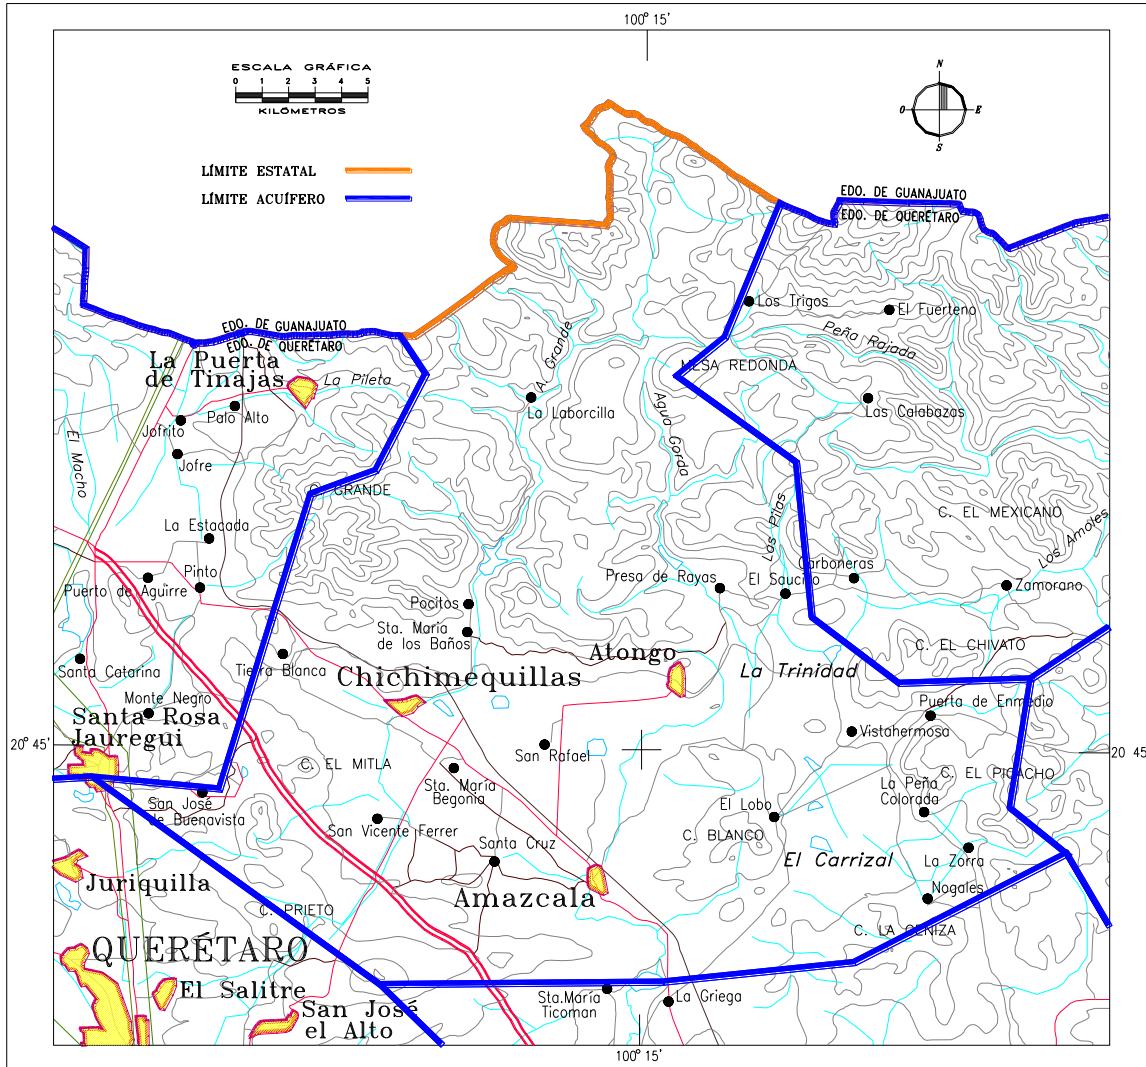 100° 15'
ESCALA GRÁFICA
0 1 2 3 4 5
KILÓMETROS
N
O E
S
LÍMITE ESTATAL
LÍMITE ACUÍFERO
EDO. DE GUANAJUATO
EDO. DE QUERÉTARO
Los Trigos
El Fuerteno
Peña Rajada
EDO. DE GUANAJUATO
EDO. DE QUERÉTARO
La Puerta
de Tinajas
La Pileta
A. Grande
MESA REDONDA
La Laborcilla
Agua Gorda
Las Calabazas
Palo Alto
Jofrito
El Macho
Jofre
C. GRANDE
C. EL MEXICANO
Las Pilas
Los Amoles
La Estacada
Pinto
Puerto de Aguirre
Presa de Rayas
El Saucillo
Carboneras
Zamorano
Pocitos
Sta. Maria
de los Baños
Atongo
C. EL CHIVATO
Santa Catarina
Tierra Blanca
Chichimequillas
La Trinidad
Monte Negro
Santa Rosa
Jauregui
Puerta de Enmedio
Vistahermosa
20° 45'
San Rafael
20 45'
C. EL MITLA
Sta. María
Begonia
La Peña
Colorada
C. EL PICACHO
San José
de Buenavista
El Lobo
C. BLANCO
San Vicente Ferrer
Santa Cruz
El Carrizal
La Zorra
Juriquilla
Amazcala
Nogales
C. PRIETO
C. LA CENIZA
QUERÉTARO
El Salitre
Sta.María
Ticoman
La Griega
San José
el Alto
100° 15'